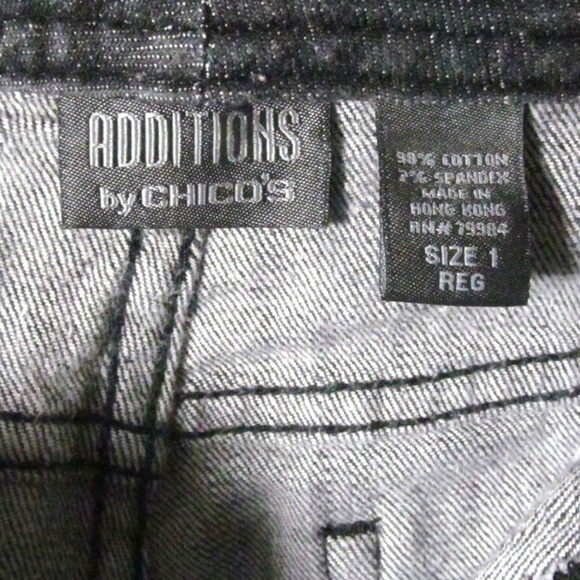 ADDITIONS
by CHICO'S
98% COTTON
2% SPANDEX
MADE IN
HONG KONG
RN# 79984
SIZE 1
REG